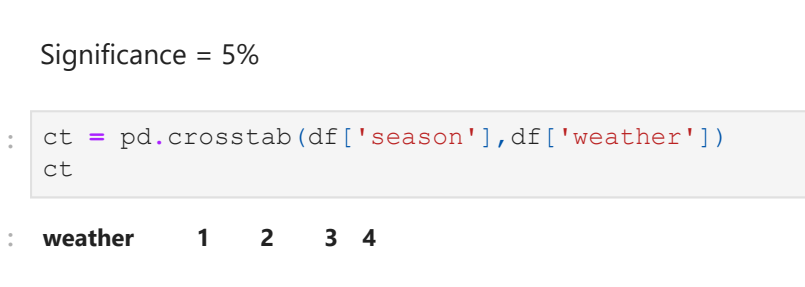 Significance = 5%
: ct = pd.crosstab(df['season'],df['weather'])
ct
: weather 1 2 3 4